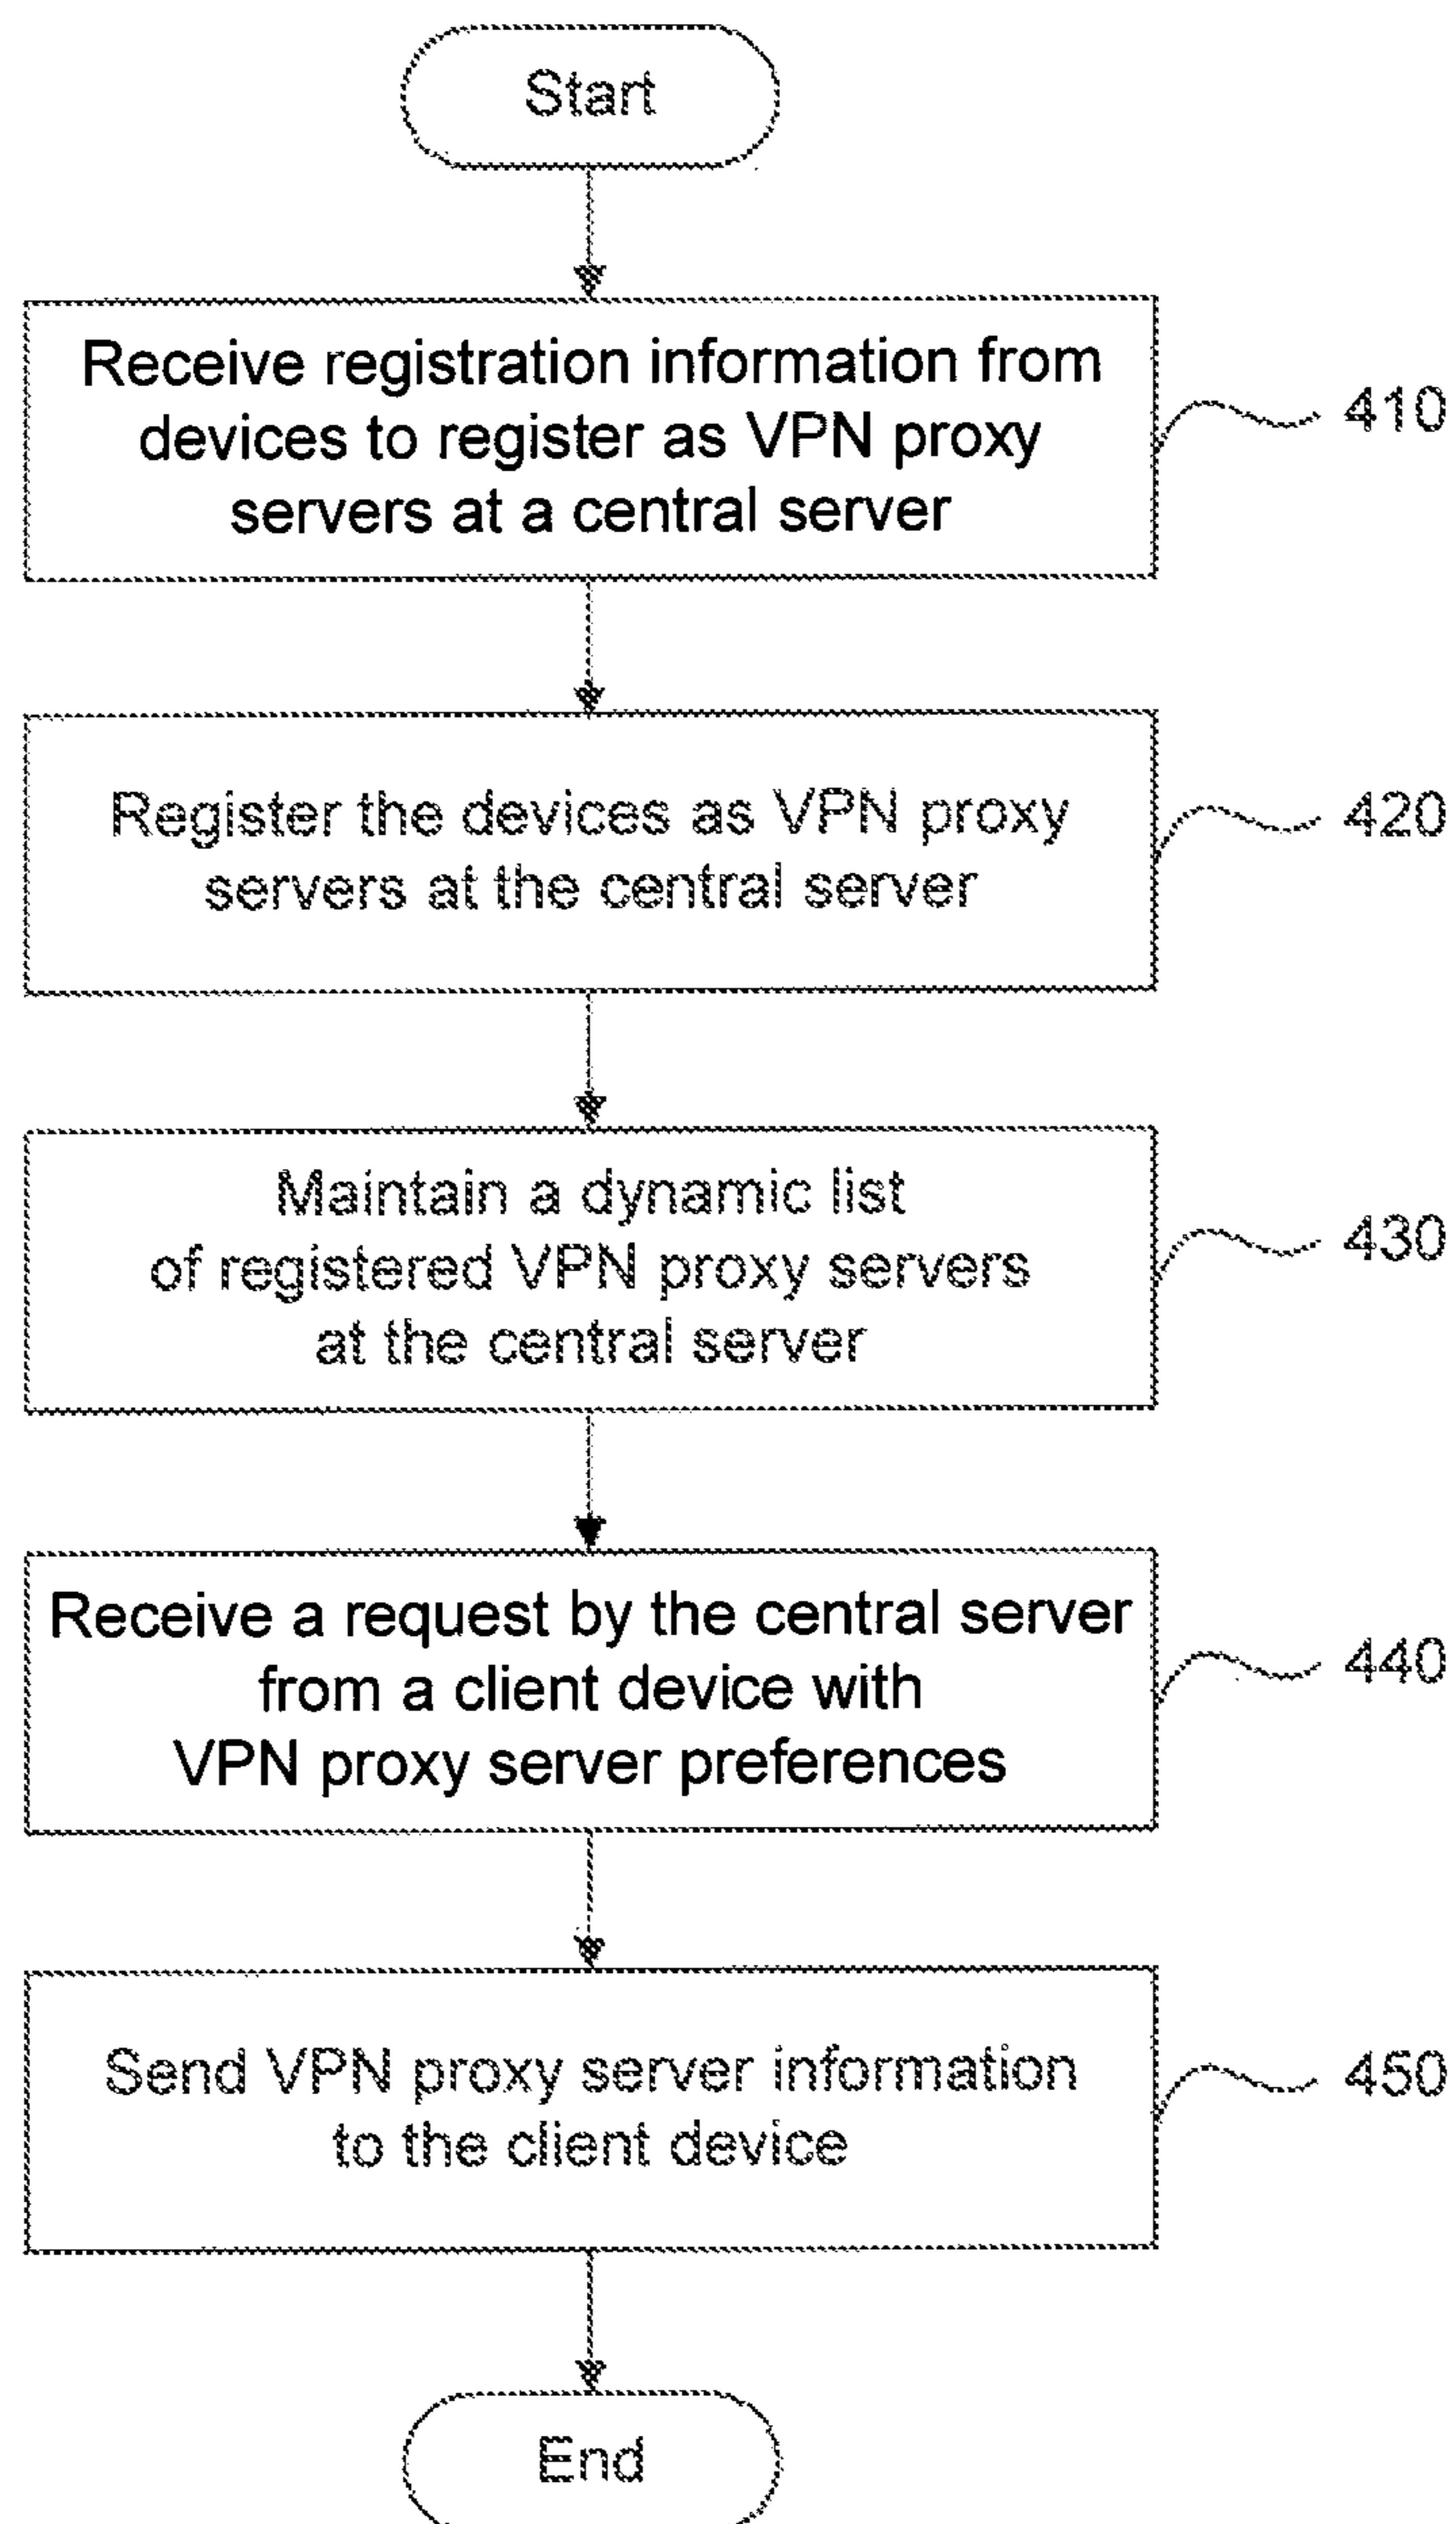 Start
Receive registration information from
devices to register as VPN proxy
servers at a central server
410
Register the devices as VPN proxy
servers at the central server
420
Maintain a dynamic list
of registered VPN proxy servers
at the central server
430
Receive a request by the central server
from a client device with
VPN proxy server preferences
440
Send VPN proxy server information
to the client device
450
End